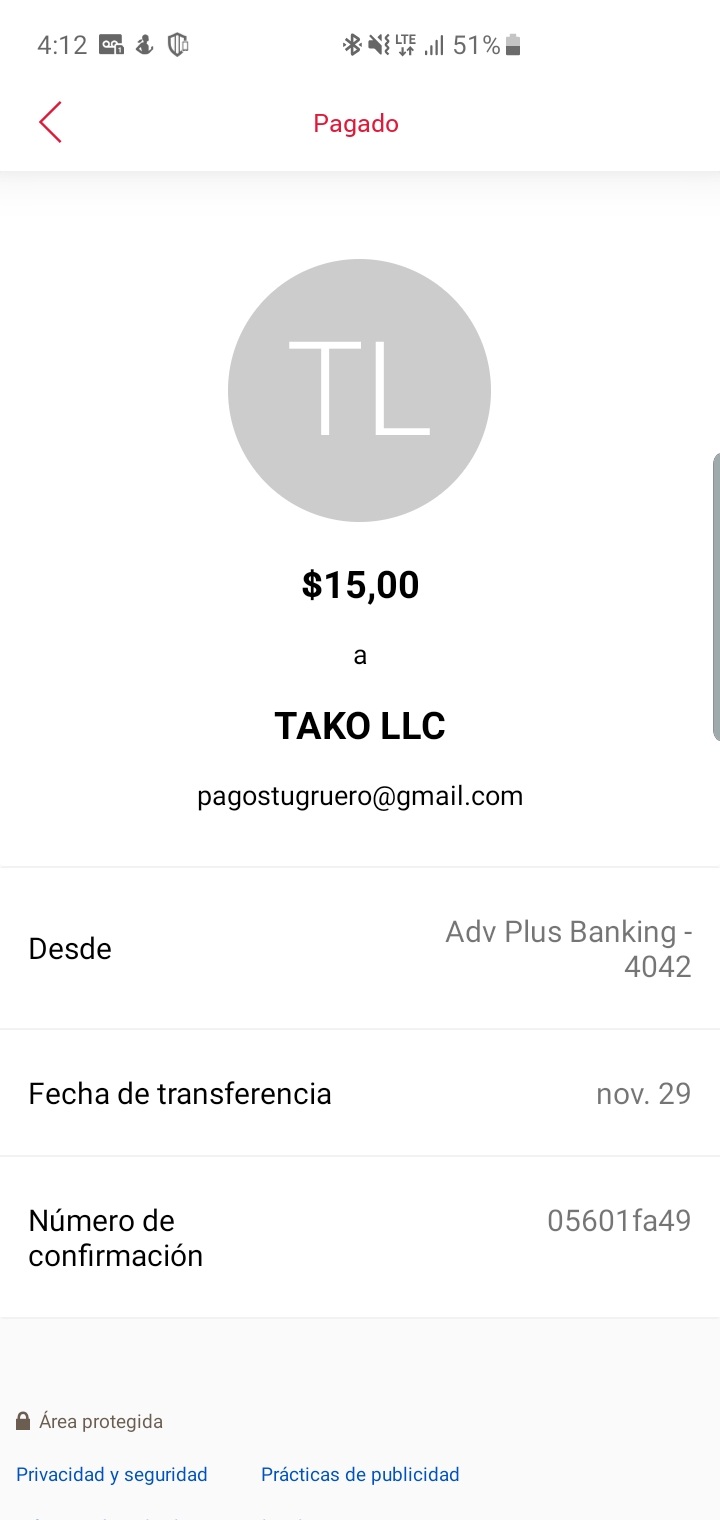 4:12 LTE 51%
Pagado
TL
$15,00
a
TAKO LLC
pagostugruero@gmail.com
Desde
Adv Plus Banking -
4042
Fecha de transferencia nov. 29
Número de 05601fa49
confirmación
Área protegida
Privacidad y seguridad Prácticas de publicidad